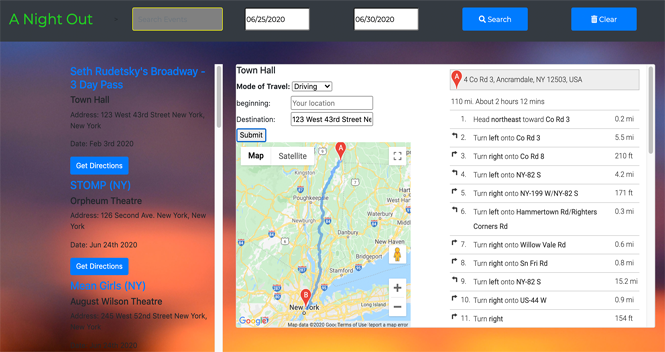 A Night Out
06/25/2020
06/30/2020
Search
Clear
Seth Rudetsky's Broadway -
3 Day Pass
Town Hall
Address: 123 West 43rd Street New York,
New York
Date: Feb 3rd 2020
Get Directions
STOMP (NY)
Orpheum Theatre
Address: 126 Second Ave. New York, New
York
Date: Jun 24th 2020
Get Directions
Mean Girls (NY)
August Wilson Theatre
Address: 245 West 52nd Street New York,
New York
Town Hall
Mode of Travel: Driving
beginning: Your location
Destination: 123 West 43rd Street Ne
Submit
Map Satellite
A
Kingston
Poughkeepsie
Waterbury
Danbury
New Haven
Bridgeport
Stamford
Paterson
B
New York
Long Island
Google
Map data ©2020 Goo Terms of Use Report a map error
A
4 Co Rd 3, Ancramdale, NY 12503, USA
110 mi. About 2 hours 12 mins
1. Head northeast toward Co Rd 3 0.2 mi
2. Turn left onto Co Rd 3 5.5 mi
3. Turn right onto Co Rd 8 210 ft
4. Turn left onto NY-82 S 4.2 mi
5. Turn right onto NY-199 W/NY-82 S 171 ft
6. Turn left onto Hammertown Rd/Righters 0.3 mi
Corners Rd
7. Turn right onto Willow Vale Rd 0.6 mi
8. Turn right onto Sn Fri Rd 0.8 mi
9. Turn left onto NY-82 S 15.2 mi
10. Turn right onto US-44 W 0.9 mi
11. Turn right 154 ft